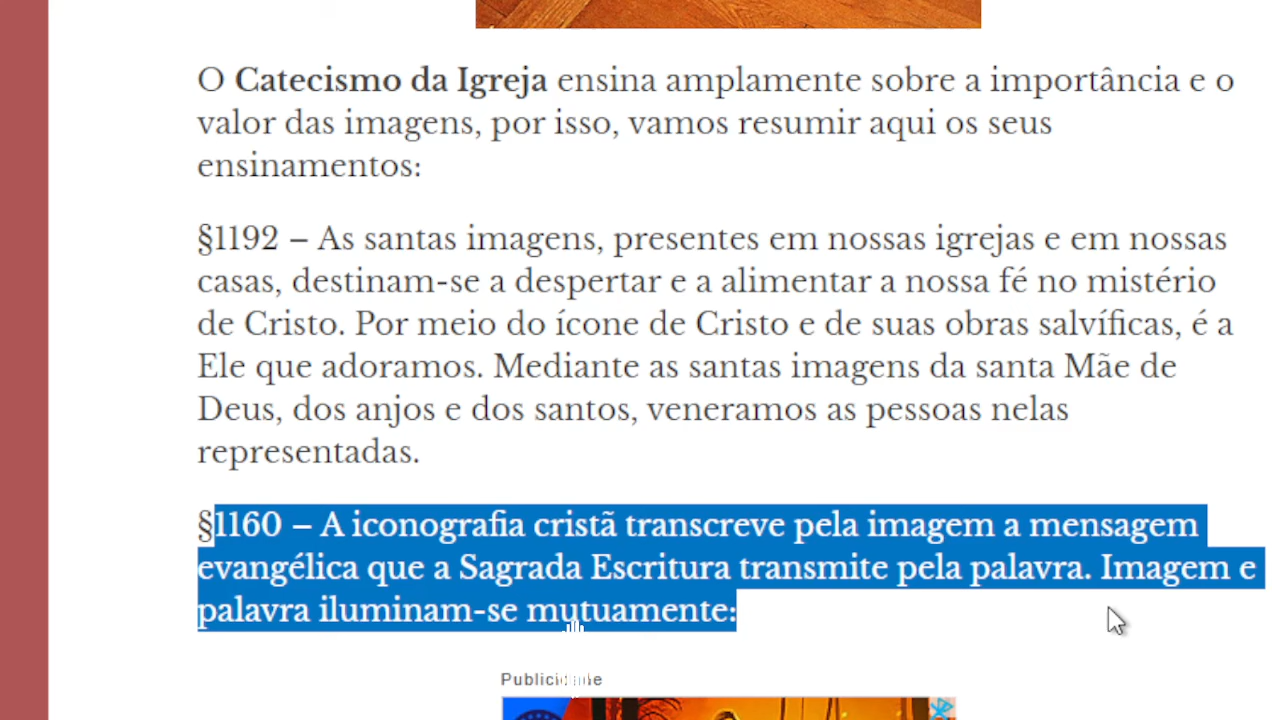 O Catecismo da Igreja ensina amplamente sobre a importância e o
valor das imagens, por isso, vamos resumir aqui os seus
ensinamentos:
§1192 – As santas imagens, presentes em nossas igrejas e em nossas
casas, destinam-se a despertar e a alimentar a nossa fé no mistério
de Cristo. Por meio do ícone de Cristo e de suas obras salvíficas, é a
Ele que adoramos. Mediante as santas imagens da santa Mãe de
Deus, dos anjos e dos santos, veneramos as pessoas nelas
representadas.
§1160 – A iconografia cristã transcreve pela imagem a mensagem
evangélica que a Sagrada Escritura transmite pela palavra. Imagem e
palavra iluminam-se mutuamente:
Publicidade